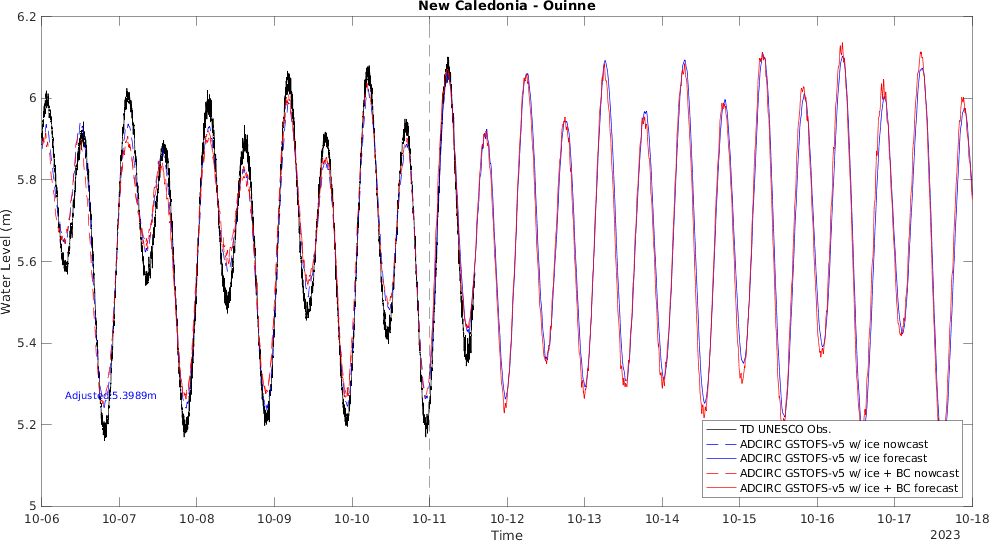 New Caledonia - Ouinne
6.2
6
5.8
5.6
5.4
5.2
5
Water Level (m)
Adjusted:5.3989m
TD UNESCO Obs.
ADCIRC GSTOFS-v5 w/ ice nowcast
ADCIRC GSTOFS-v5 w/ ice forecast
ADCIRC GSTOFS-v5 w/ ice + BC nowcast
ADCIRC GSTOFS-v5 w/ ice + BC forecast
10-06 10-07 10-08 10-09 10-10 10-11 10-12 10-13 10-14 10-15 10-16 10-17 10-18
Time
2023